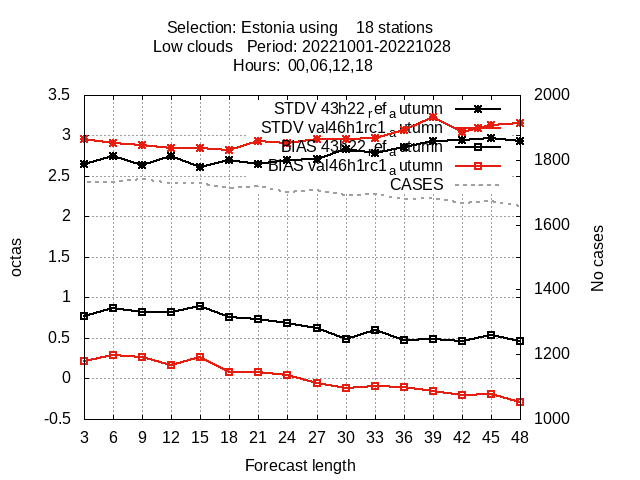 Selection: Estonia using    18 stations
Low clouds   Period: 20221001-20221028
Hours:  00,06,12,18
STDV 43h22_ref_autumn
STDV val46h1rc1_autumn
BIAS 43h22_ref_autumn
BIAS val46h1rc1_autumn
CASES
3.5
3
2.5
2
1.5
1
0.5
0
-0.5
octas
2000
1800
1600
1400
1200
1000
No cases
3 6 9 12 15 18 21 24 27 30 33 36 39 42 45 48
Forecast length